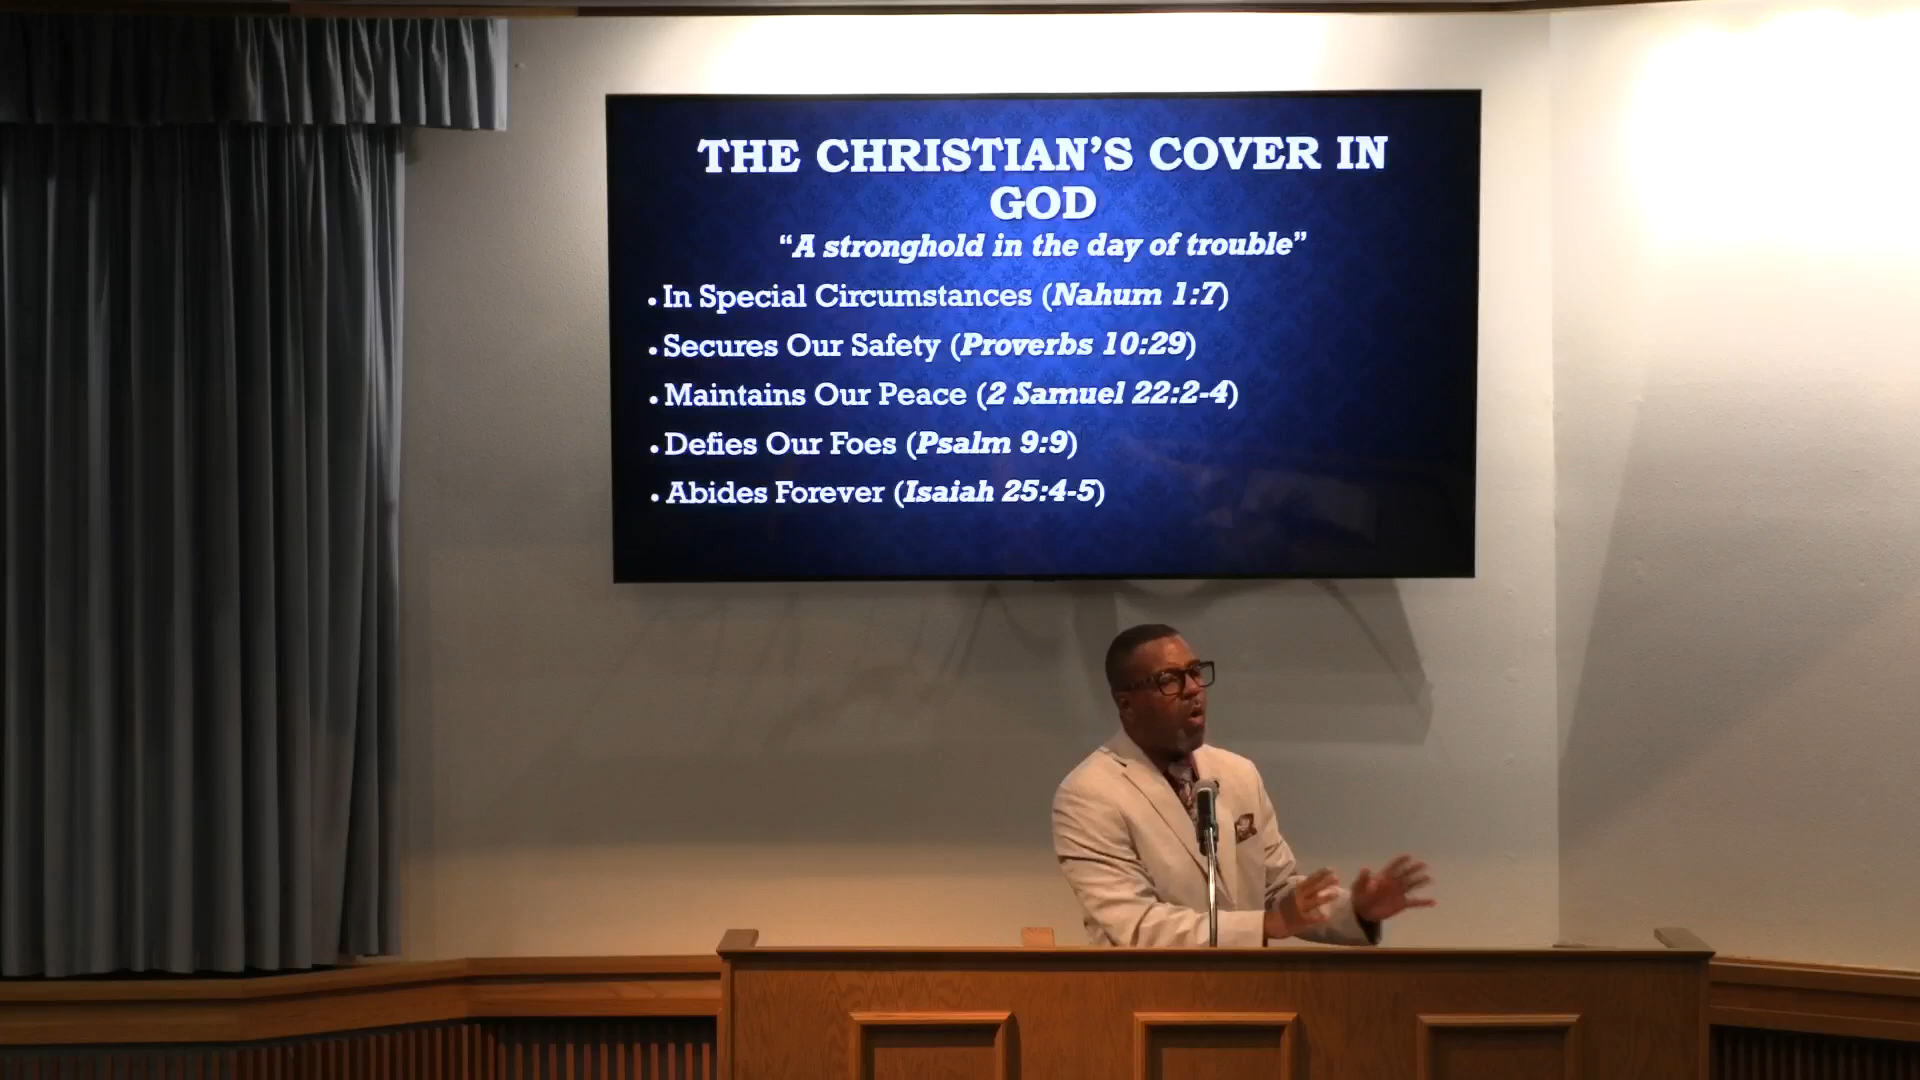 THE CHRISTIAN’S COVER IN
GOD
“A stronghold in the day of trouble”
• In Special Circumstances (Nahum 1:7)
• Secures Our Safety (Proverbs 10:29)
• Maintains Our Peace (2 Samuel 22:2-4)
• Defies Our Foes (Psalm 9:9)
• Abides Forever (Isaiah 25:4-5)